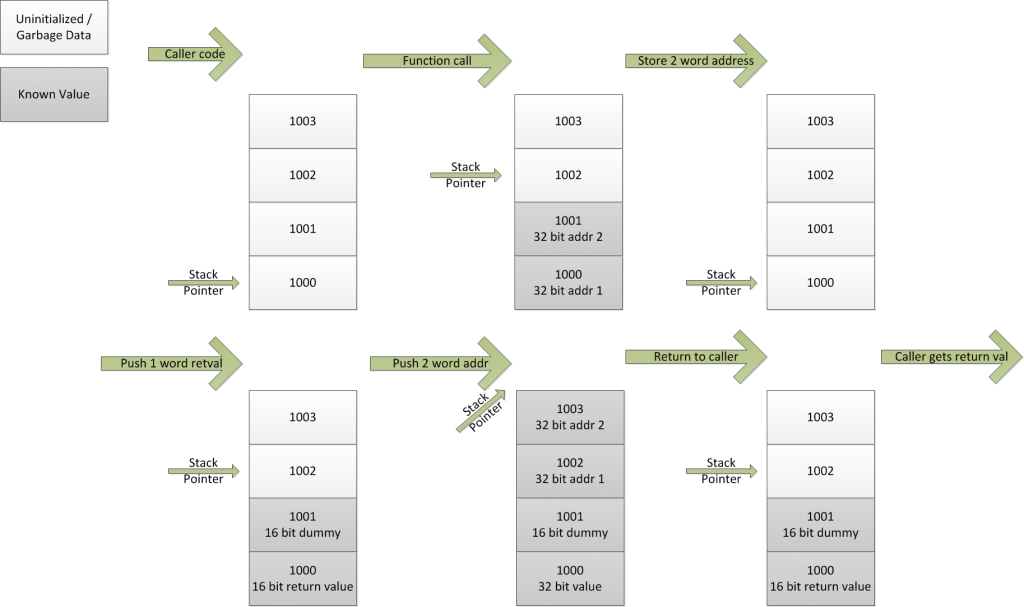 Uninitialized /
Garbage Data
Known Value
Caller code
Function call
Store 2 word address
1003
1002
1001
1000
Stack
Pointer
1003
1002
1001
32 bit addr 2
1000
32 bit addr 1
Stack
Pointer
1003
1002
1001
1000
Stack
Pointer
Push 1 word retval
Push 2 word addr
Return to caller
Caller gets return val
1003
1002
1001
16 bit dummy
1000
16 bit return value
Stack
Pointer
1003
32 bit addr 2
1002
32 bit addr 1
1001
16 bit dummy
1000
32 bit value
Stack
Pointer
1003
1002
1001
16 bit dummy
1000
16 bit return value
Stack
Pointer